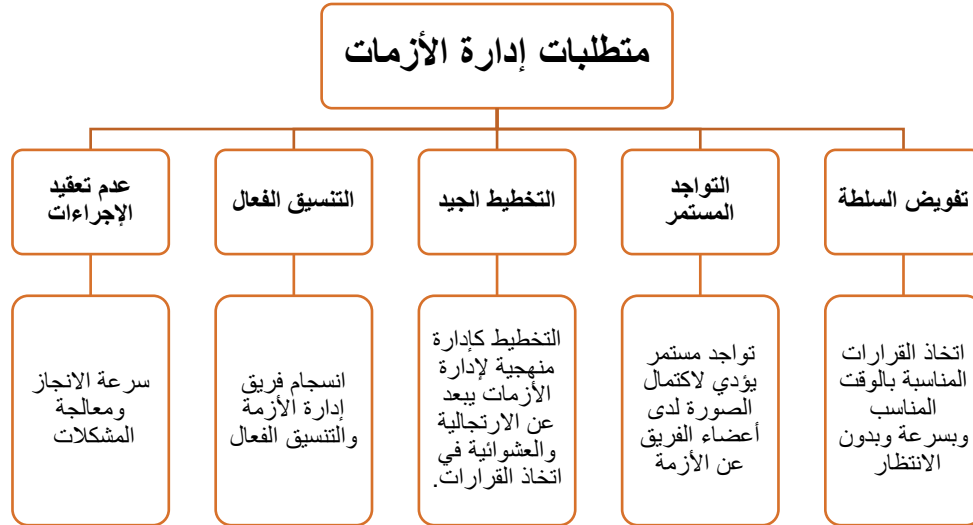 متطلبات إدارة الأزمات
تفويض السلطة
التواجد
المستمر
التخطيط الجيد
التنسيق الفعال
عدم تعقيد
الإجراءات
اتخاذ القرارات
المناسبة بالوقت
المناسب
وبسرعة وبدون
الانتظار
تواجد مستمر
يؤدي لاكتمال
الصورة لدى
أعضاء الفريق
عن الأزمة
التخطيط كإدارة
منهجية لإدارة
الأزمات يبعد
عن الارتجالية
والعشوائية في
اتخاذ القرارات.
انسجام فريق
إدارة الأزمة
والتنسيق الفعال
سرعة الانجاز
ومعالجة
المشكلات